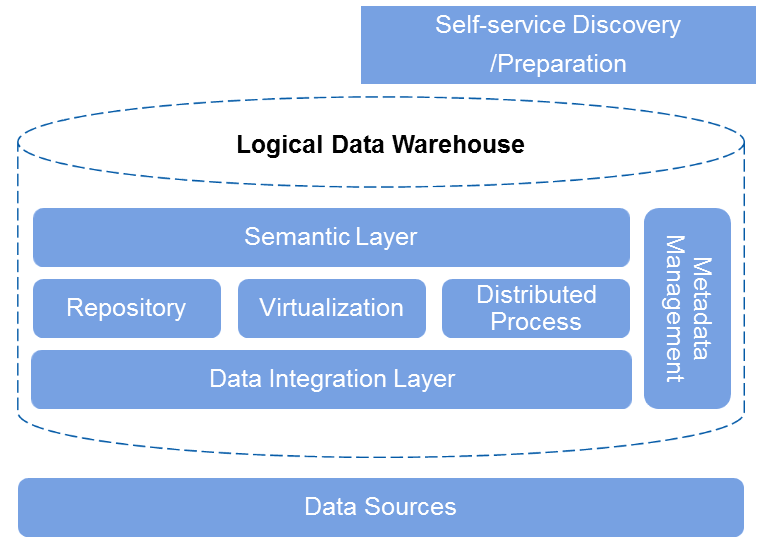 Self-service Discovery
/Preparation
Logical Data Warehouse
Semantic Layer
Repository
Virtualization
Distributed
Process
Metadata
Management
Data Integration Layer
Data Sources